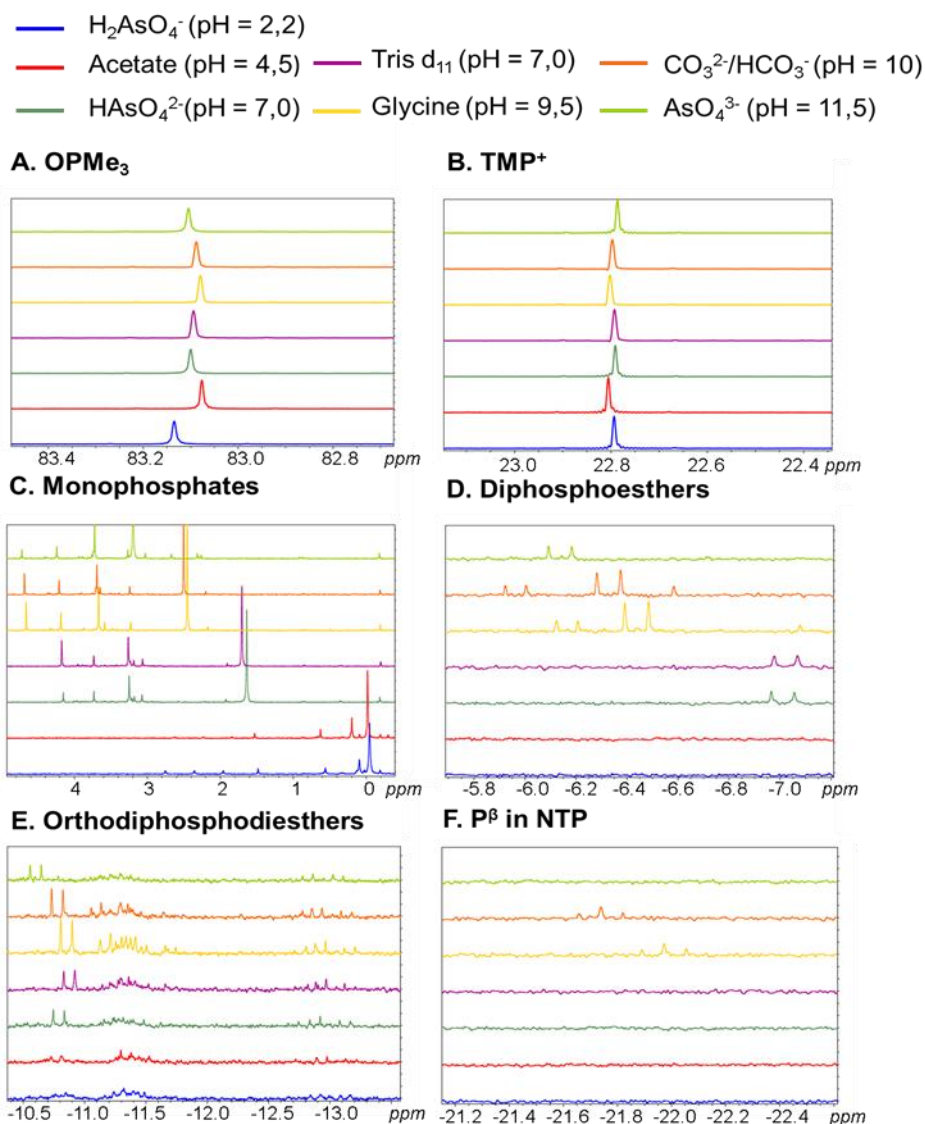 H₂AsO₄⁻ (pH = 2,2)
Acetate (pH = 4,5) Tris d₁₁ (pH = 7,0) CO₃²⁻/HCO₃⁻ (pH = 10)
HAsO₄²⁻ (pH = 7,0) Glycine (pH = 9,5) AsO₄³⁻ (pH = 11,5)
A. OPMe₃ B. TMP⁺
83.4 83.2 83.0 82.8 ppm
23.0 22.8 22.6 22.4 ppm
C. Monophosphates D. Diphosphoesthers
4 3 2 1 0 ppm
-5.8 -6.0 -6.2 -6.4 -6.6 -6.8 -7.0 ppm
E. Orthodiphosphodiesthers F. Pᵝ in NTP
-10.5 -11.0 -11.5 -12.0 -12.5 -13.0 ppm
-21.2 -21.4 -21.6 -21.8 -22.0 -22.2 -22.4 ppm